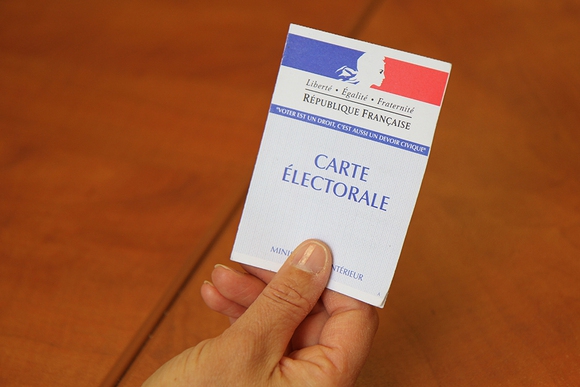 Liberté • Égalité • Fraternité
RÉPUBLIQUE FRANÇAISE
"VOTER EST UN DROIT, C'EST AUSSI UN DEVOIR CIVIQUE"
CARTE
ÉLECTORALE